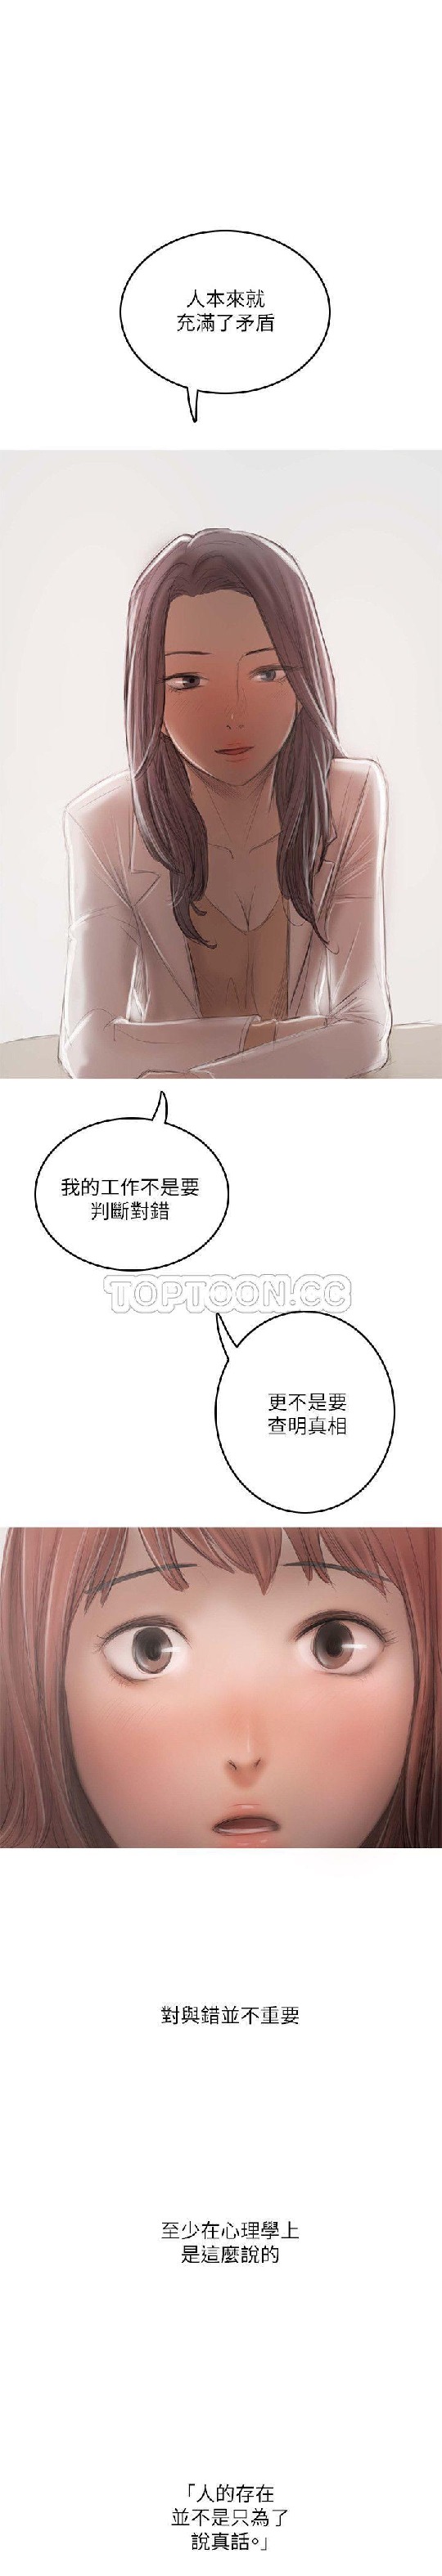 人本來就
充滿了矛盾
我的工作不是要
判斷對錯
TOPTOON.CC
更不是要
查明真相
對與錯並不重要
至少在心理學上
是這麼說的
「人的存在
並不是只為了
說真話。」